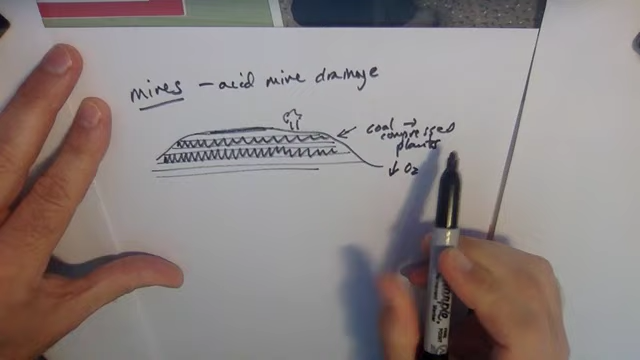 mines - acid mine drainage
coal →
compressed
plants
↓ O2